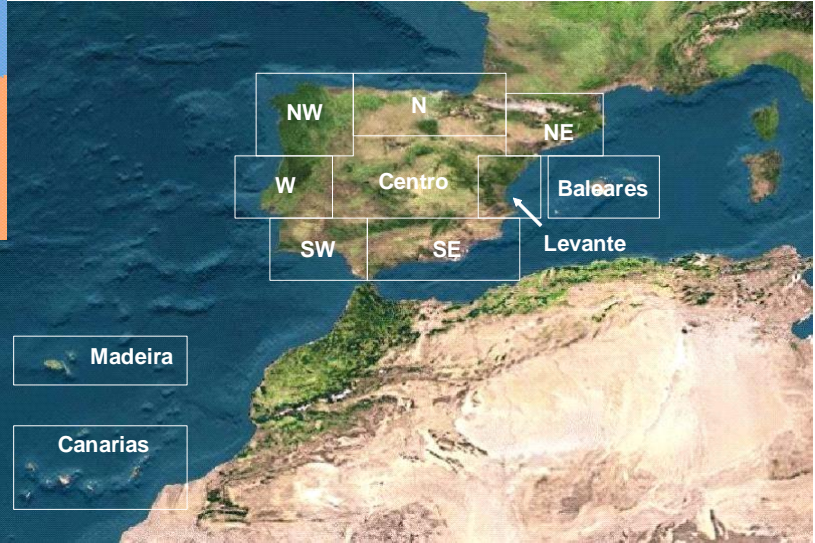 NW
N
NE
W
Centro
Baleares
SW
SE
Levante
Madeira
Canarias